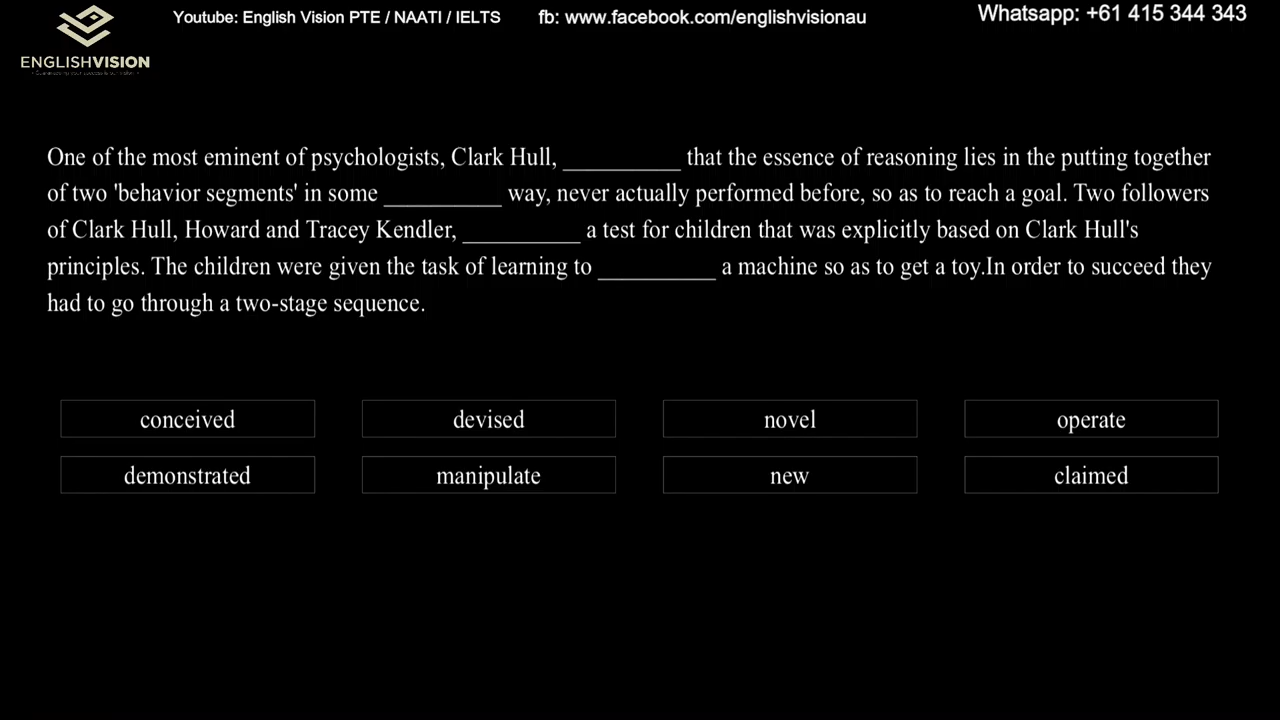 Youtube: English Vision PTE / NAATI / IELTS fb: www.facebook.com/englishvisionau Whatsapp: +61 415 344 343
ENGLISHVISION
One of the most eminent of psychologists, Clark Hull, __________ that the essence of reasoning lies in the putting together
of two 'behavior segments' in some __________ way, never actually performed before, so as to reach a goal. Two followers
of Clark Hull, Howard and Tracey Kendler, __________ a test for children that was explicitly based on Clark Hull's
principles. The children were given the task of learning to __________ a machine so as to get a toy.In order to succeed they
had to go through a two-stage sequence.
conceived devised novel operate
demonstrated manipulate new claimed